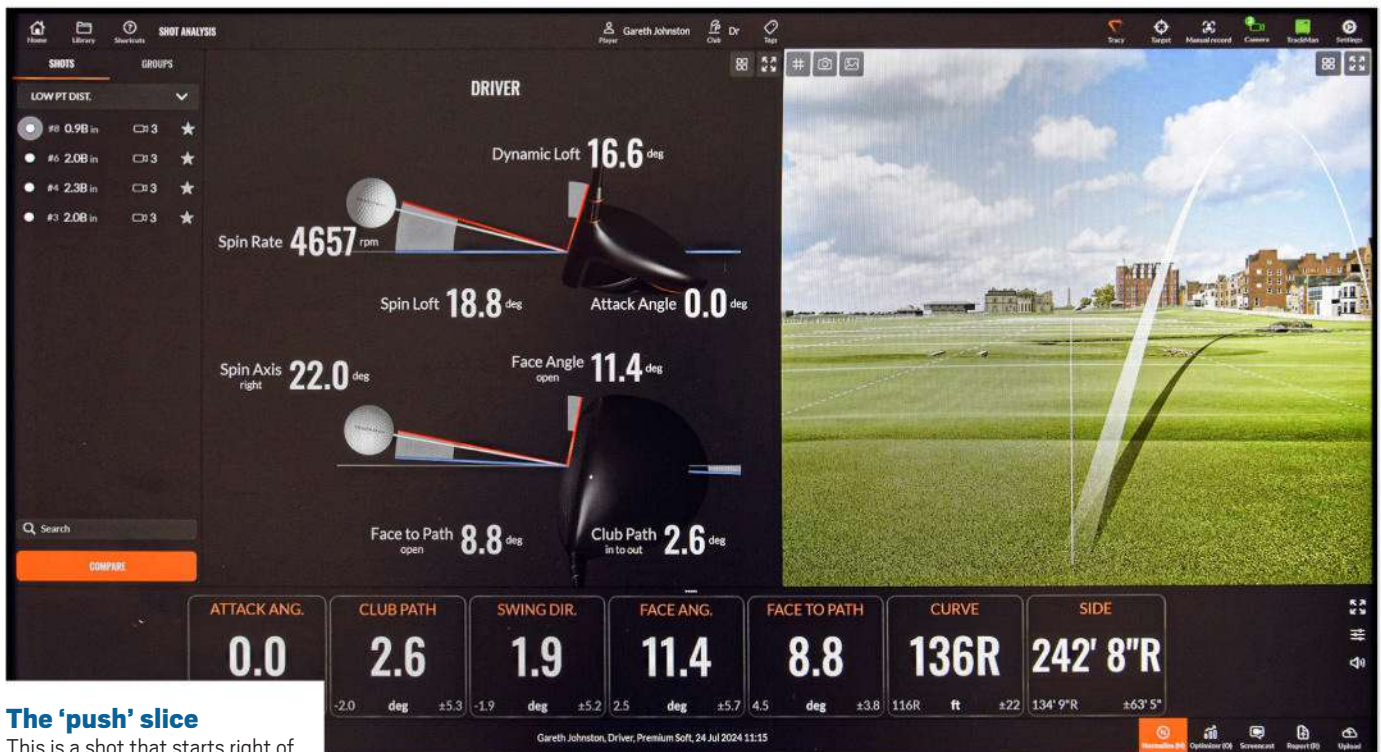 Home
Library
Shortcuts
SHOT ANALYSIS
Player
Gareth Johnston
Club
Dr
Tags
Tracy
Target
Manual record
Camera
TrackMan
Settings
SHOTS
GROUPS
LOW PT DIST.
#8 0.9B in 3
#6 2.0B in 3
#4 2.3B in 3
#3 2.0B in 3
Search
COMPARE
DRIVER
Dynamic Loft 16.6 deg
Spin Rate 4657 rpm
Spin Loft 18.8 deg
Attack Angle 0.0 deg
Spin Axis right 22.0 deg
Face Angle open 11.4 deg
Face to Path open 8.8 deg
Club Path in to out 2.6 deg
ATTACK ANG.
0.0
CLUB PATH
2.6
-2.0 deg ±5.3
SWING DIR.
1.9
-1.9 deg ±5.2
FACE ANG.
11.4
2.5 deg ±5.7
FACE TO PATH
8.8
4.5 deg ±3.8
CURVE
136R
116R ft ±22
SIDE
242' 8"R
134' 9"R ±63' 5"
Gareth Johnston, Driver, Premium Soft, 24 Jul 2024 11:15
Normalize (N)
Optimizer (O)
Screencast
Report (R)
Upload
The ‘push’ slice
This is a shot that starts right of